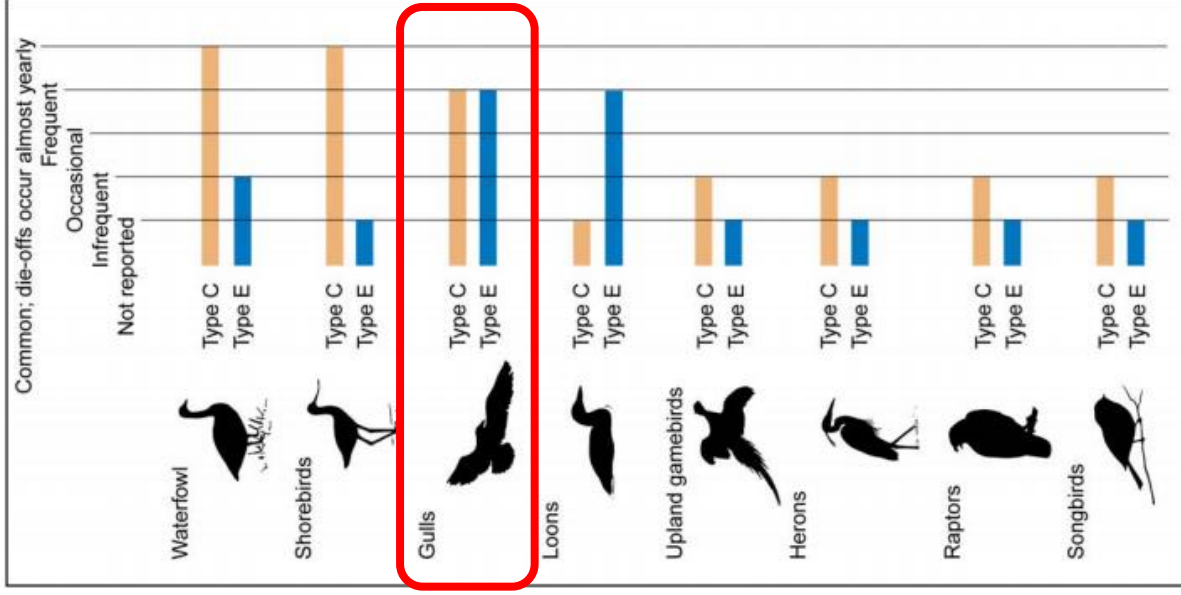 Common; die-offs occur almost yearly
Frequent
Occasional
Infrequent
Not reported
Waterfowl
Type C
Type E
Shorebirds
Type C
Type E
Gulls
Type C
Type E
Loons
Type C
Type E
Upland gamebirds
Type C
Type E
Herons
Type C
Type E
Raptors
Type C
Type E
Songbirds
Type C
Type E